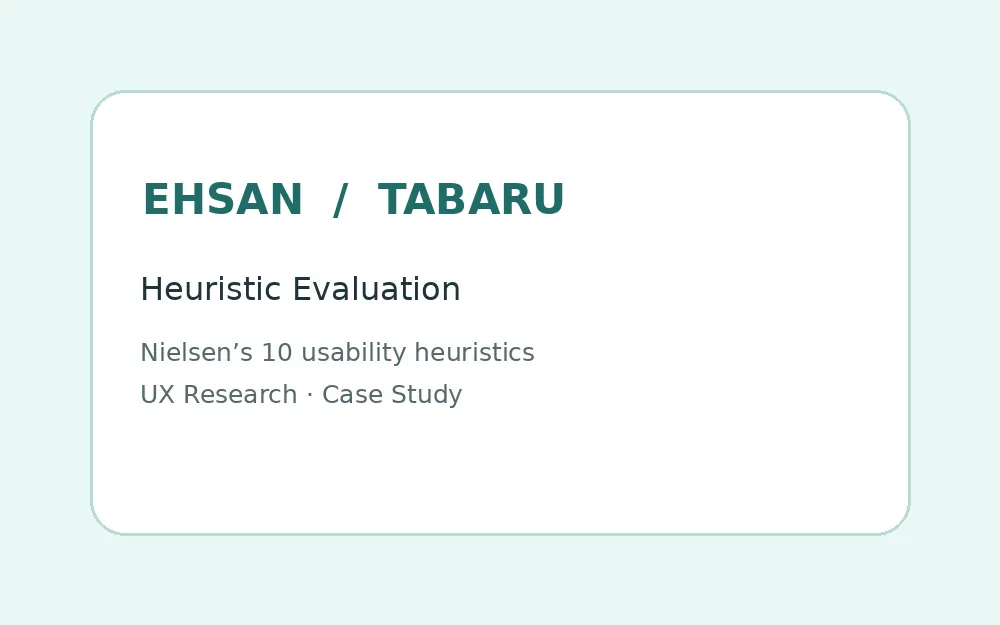 EHSAN / TABARU
Heuristic Evaluation
Nielsen’s 10 usability heuristics
UX Research · Case Study